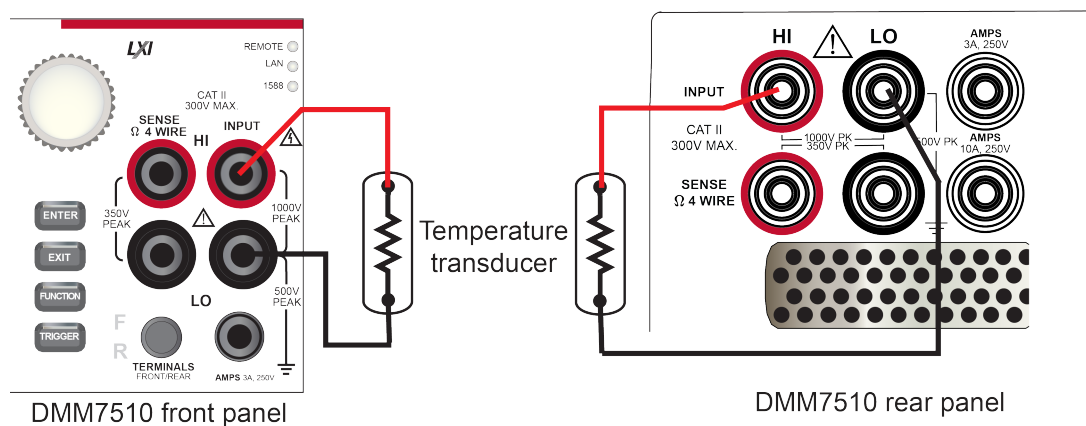 LXI
REMOTE
LAN
1588
CAT II
300V MAX.
SENSE
Ω 4 WIRE
HI
INPUT
350V
PEAK
1000V
PEAK
ENTER
EXIT
FUNCTION
TRIGGER
LO
500V
PEAK
F
R
TERMINALS
FRONT/REAR
AMPS 3A, 250V
DMM7510 front panel
Temperature
transducer
HI
LO
AMPS
3A, 250V
INPUT
CAT II
300V MAX.
1000V PK
350V PK
500V PK
AMPS
10A, 250V
SENSE
Ω 4 WIRE
DMM7510 rear panel